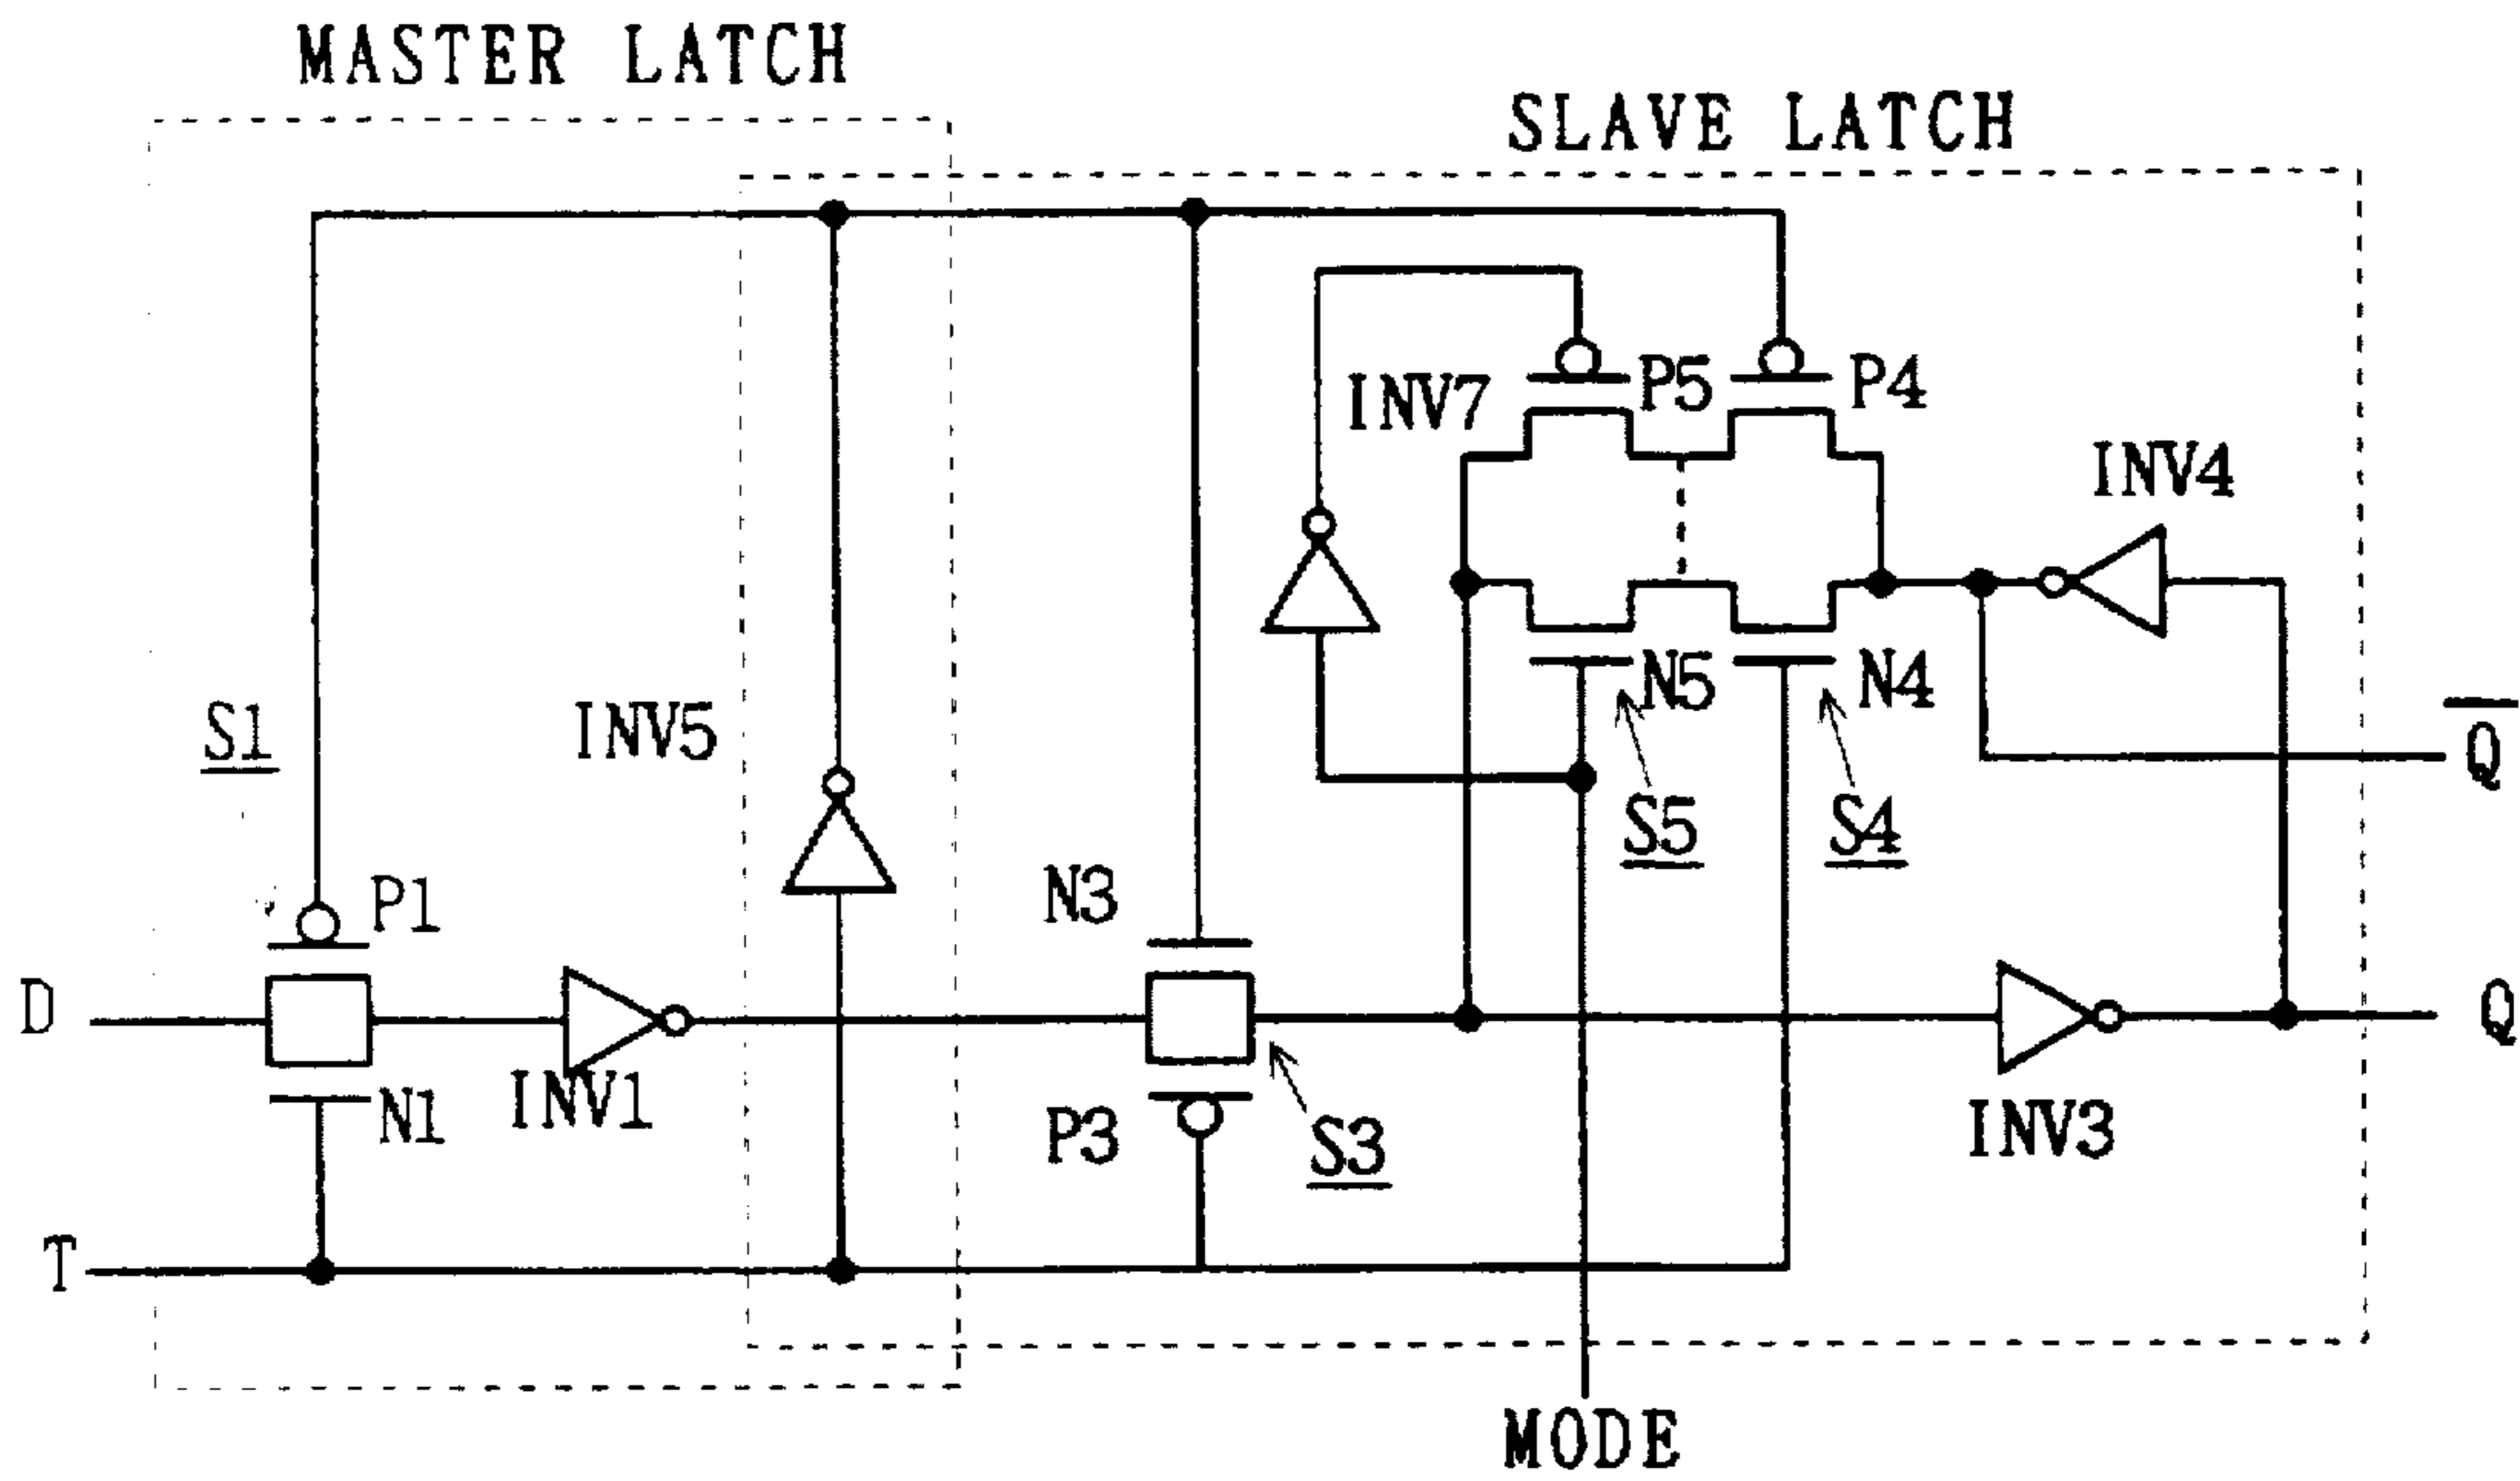 MASTER LATCH
SLAVE LATCH
INV7
P5
P4
INV4
S1
INV5
N5
N4
Q̅
S5
S4
P1
N3
D
Q
N1
INV1
P3
S3
INV3
T
MODE